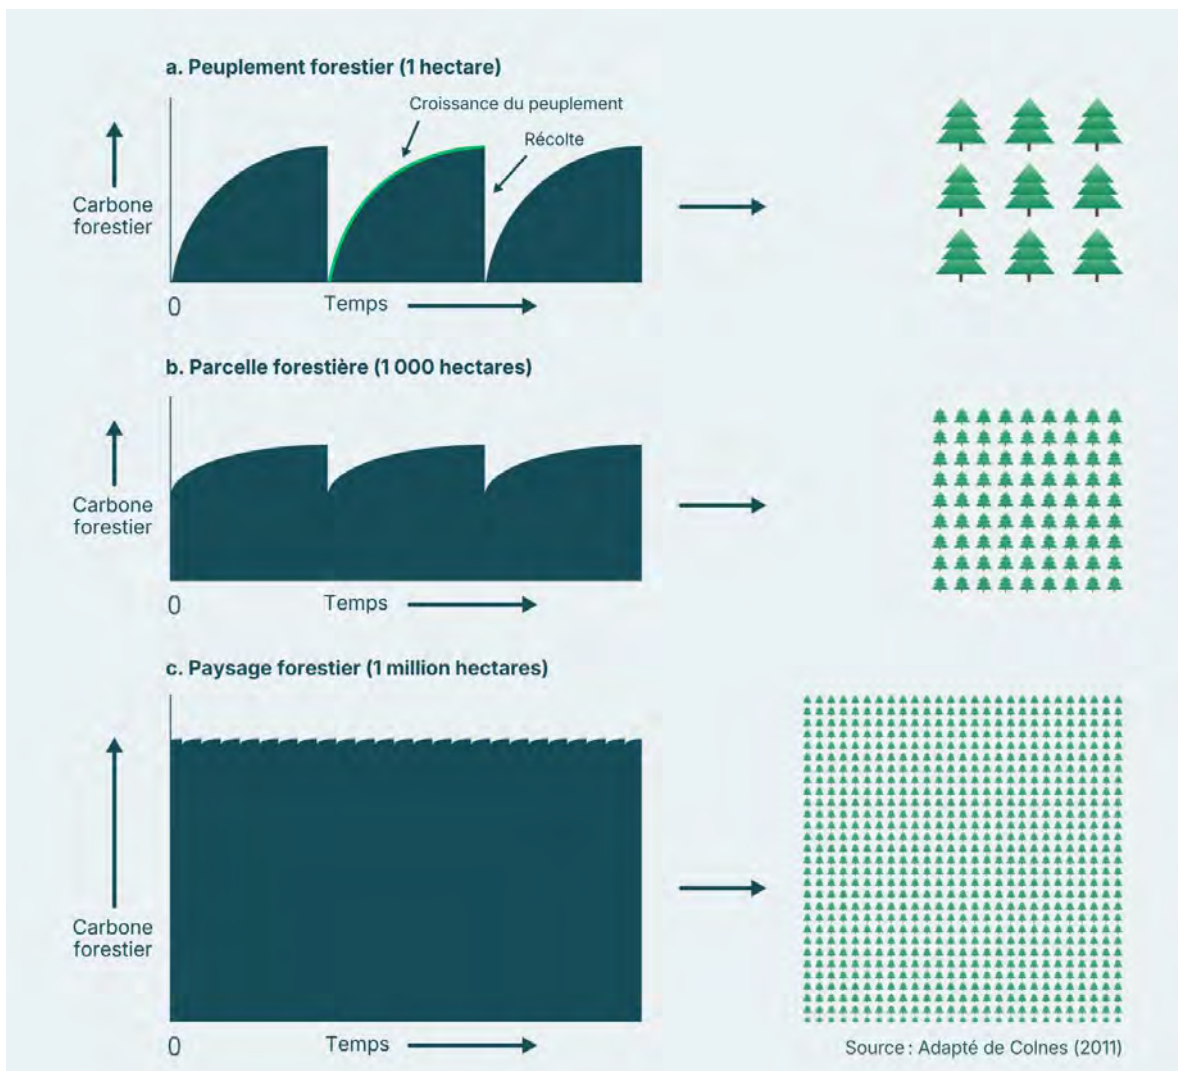 a. Peuplement forestier (1 hectare)
Croissance du peuplement
Récolte
Carbone
forestier
0
Temps
b. Parcelle forestière (1 000 hectares)
Carbone
forestier
0
Temps
c. Paysage forestier (1 million hectares)
Carbone
forestier
0
Temps
Source : Adapté de Colnes (2011)